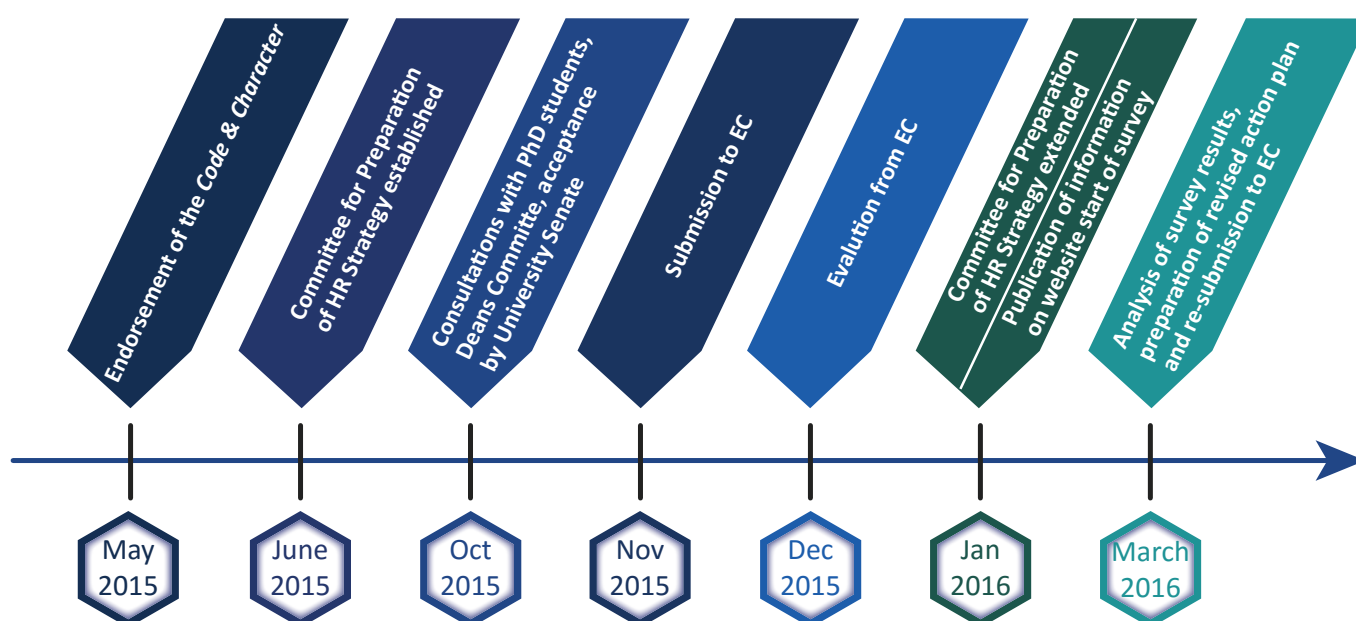 Endorsement of the Code & Character
Committee for Preparation
of HR Strategy established
Consultations with PhD students,
Deans Committe, acceptance
by University Senate
Submission to EC
Evalution from EC
Committee for Preparation
of HR Strategy extended
Publication of information
on website start of survey
Analysis of survey results,
preparation of revised action plan
and re-submission to EC
May
2015
June
2015
Oct
2015
Nov
2015
Dec
2015
Jan
2016
March
2016